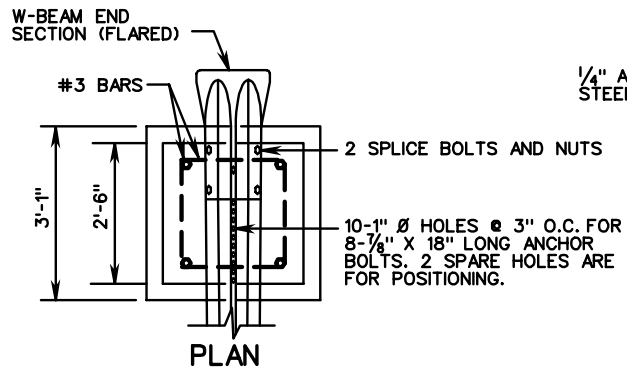 W-BEAM END
SECTION (FLARED)
#3 BARS
1/4" A
STEEL
3'-1"
2'-6"
2 SPLICE BOLTS AND NUTS
10-1" Ø HOLES @ 3" O.C. FOR
8-7/8" X 18" LONG ANCHOR
BOLTS. 2 SPARE HOLES ARE
FOR POSITIONING.
PLAN